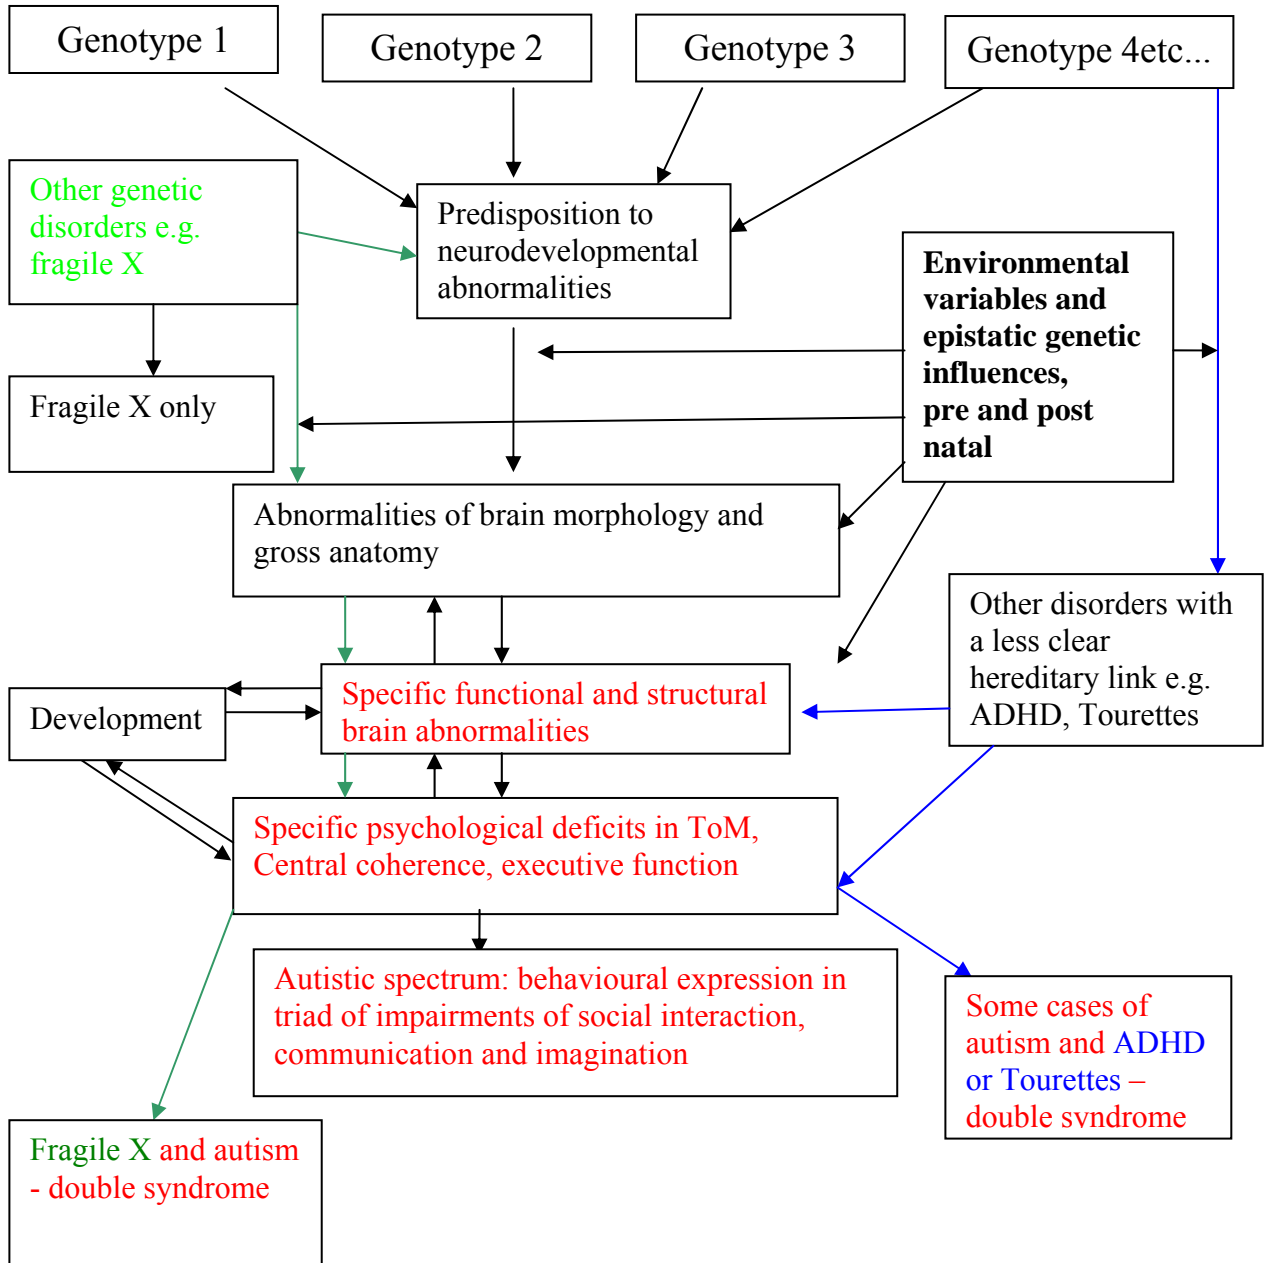 Genotype 1
Genotype 2
Genotype 3
Genotype 4etc...
Other genetic
disorders e.g.
fragile X
Predisposition to
neurodevelopmental
abnormalities
Environmental
variables and
epistatic genetic
influences,
pre and post
natal
Fragile X only
Abnormalities of brain morphology and
gross anatomy
Other disorders with
a less clear
hereditary link e.g.
ADHD, Tourettes
Specific functional and structural
brain abnormalities
Development
Specific psychological deficits in ToM,
Central coherence, executive function
Autistic spectrum: behavioural expression in
triad of impairments of social interaction,
communication and imagination
Some cases of
autism and ADHD
or Tourettes –
double syndrome
Fragile X and autism
- double syndrome